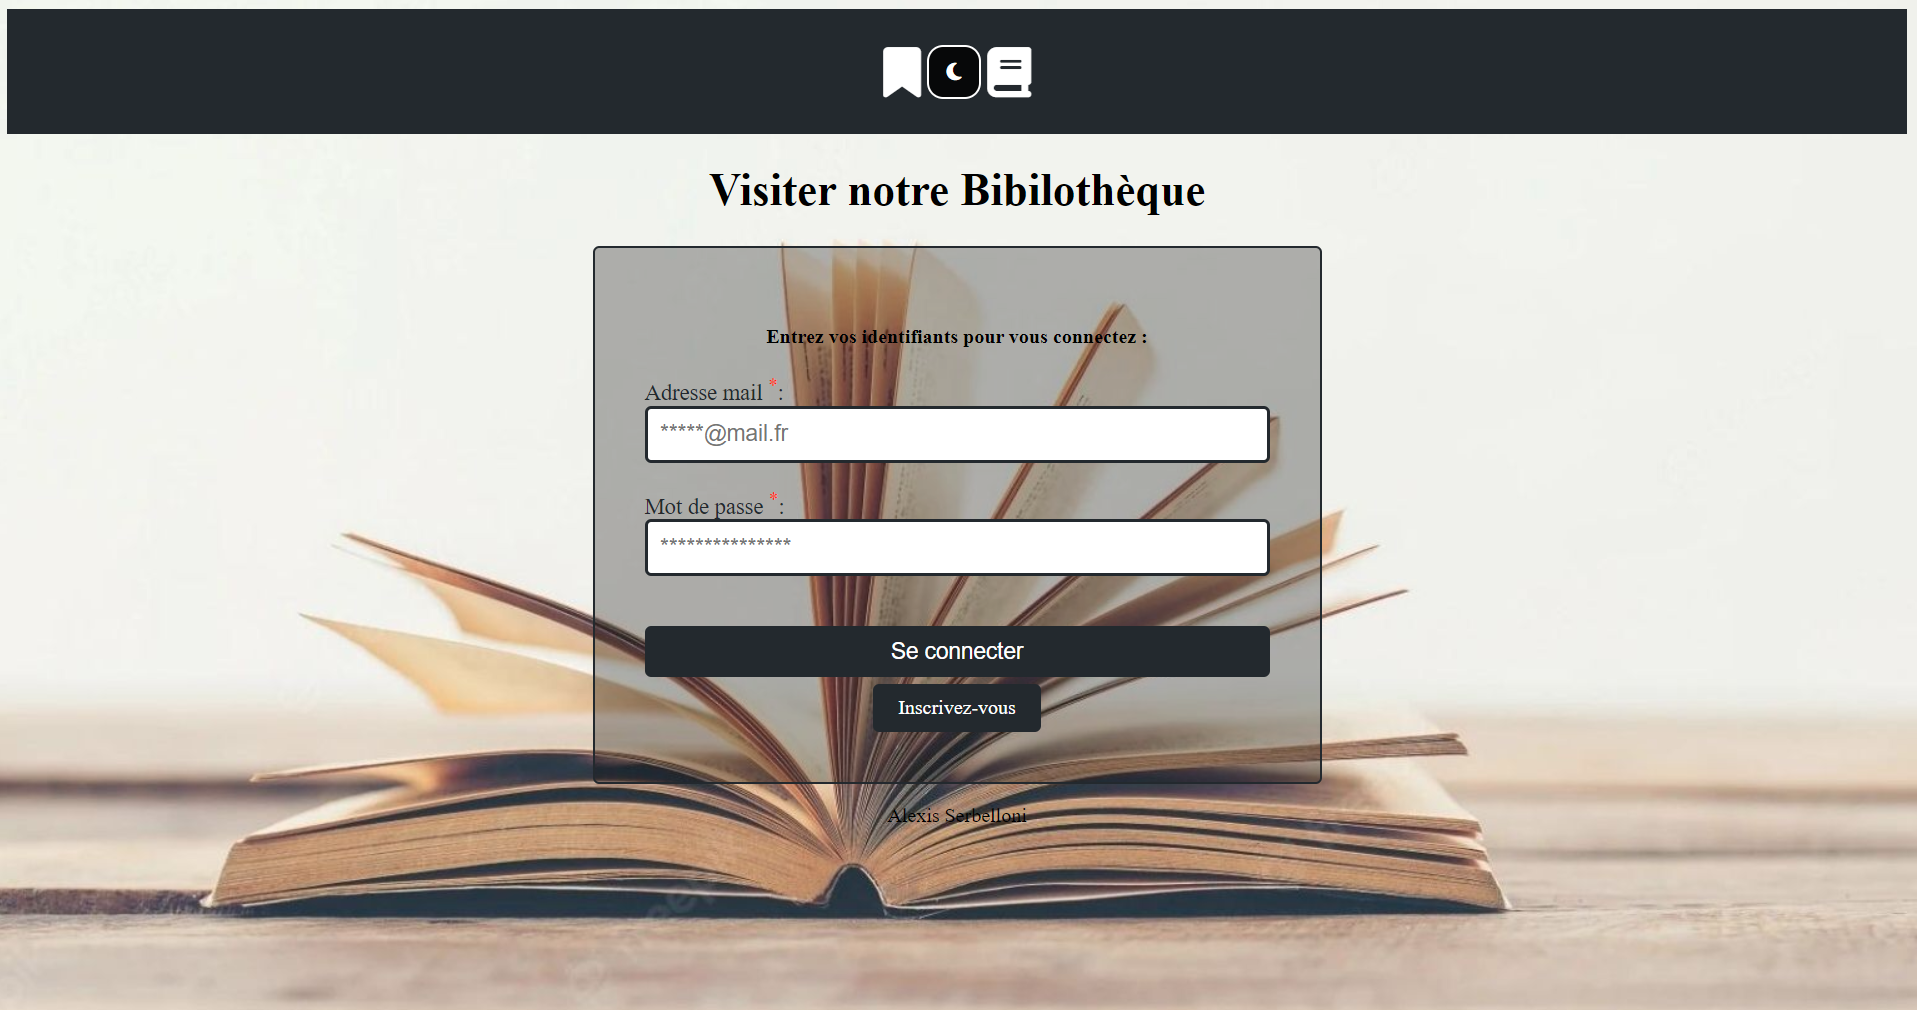 Visiter notre Bibilothèque
Entrez vos identifiants pour vous connectez :
Adresse mail *:
*****@mail.fr
Mot de passe *:
***************
Se connecter
Inscrivez-vous
Alexis Serbelloni